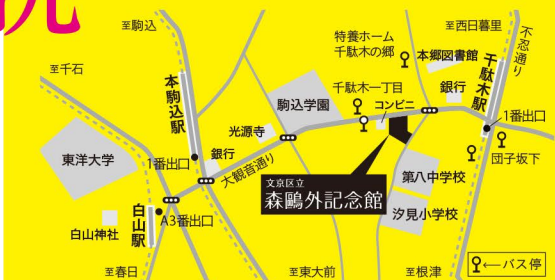 至駒込
至西日暮里
特養ホーム
千駄木の郷
本郷図書館
不忍通り
至千石
本駒込駅
千駄木一丁目
銀行
千駄木駅
駒込学園
コンビニ
1番出口
光源寺
東洋大学
1番出口
銀行
大観音通り
団子坂下
文京区立
森鷗外記念館
第八中学校
汐見小学校
白山神社
白山駅
A3番出口
至春日
至東大前
至根津
←バス停